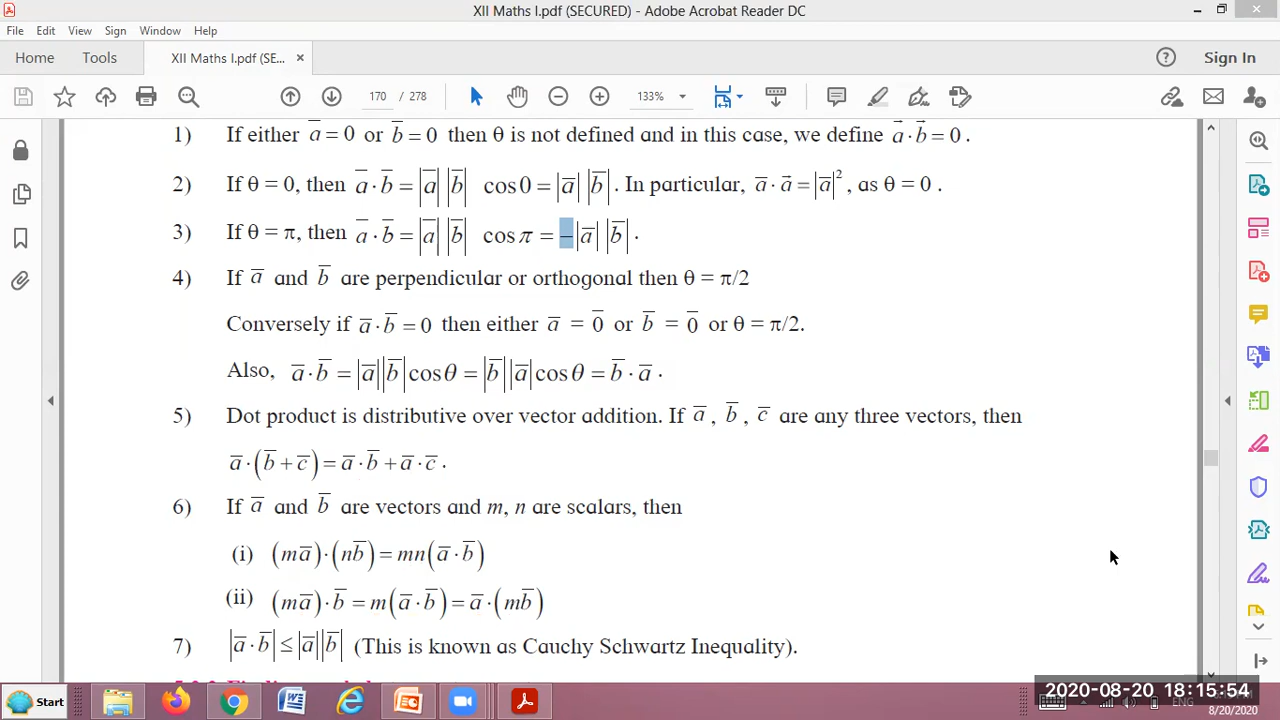 XII Maths I.pdf (SECURED) - Adobe Acrobat Reader DC
File Edit View Sign Window Help
Home Tools XII Maths I.pdf (SE... × Sign In
170 / 278 133%
1) If either a̅ = 0 or b̅ = 0 then θ is not defined and in this case, we define a⃗ · b⃗ = 0 .
2) If θ = 0, then a̅ · b̅ = |a̅| |b̅| cos 0 = |a̅| |b̅| . In particular, a̅ · a⃗ = |a̅|², as θ = 0 .
3) If θ = π, then a̅ · b̅ = |a̅| |b̅| cos π = −|a̅| |b̅| .
4) If a̅ and b̅ are perpendicular or orthogonal then θ = π/2
Conversely if a̅ · b̅ = 0 then either a̅ = 0̅ or b̅ = 0̅ or θ = π/2.
Also, a̅ · b̅ = |a̅||b̅| cos θ = |b̅||a̅| cos θ = b̅ · a̅ .
5) Dot product is distributive over vector addition. If a̅ , b̅ , c̅ are any three vectors, then
a̅ · (b̅ + c̅) = a̅ · b̅ + a̅ · c̅ .
6) If a̅ and b̅ are vectors and m, n are scalars, then
(i) (ma̅) · (nb̅) = mn(a̅ · b̅)
(ii) (ma̅) · b̅ = m(a̅ · b̅) = a̅ · (mb̅)
7) |a̅ · b̅| ≤ |a̅||b̅| (This is known as Cauchy Schwartz Inequality).
Start
2020-08-20 18:15:54
ENG
8/20/2020